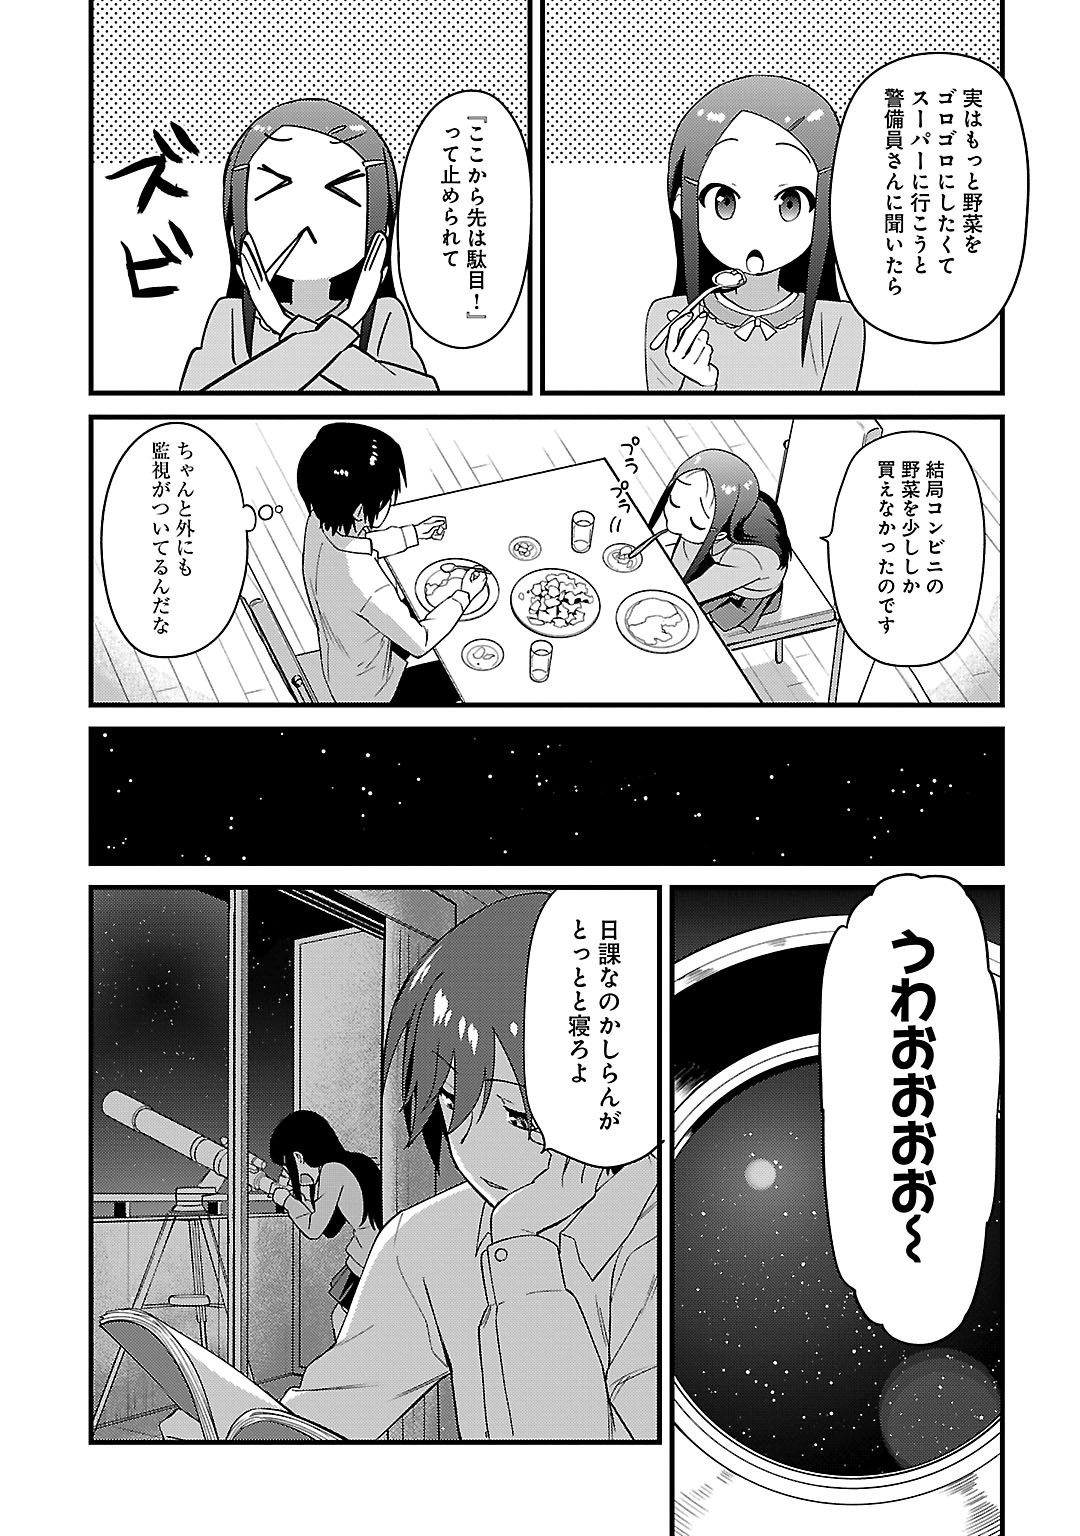 実はもっと野菜を
ゴロゴロにしたくて
スーパーに行こうと
警備員さんに聞いたら
『ここから先は駄目！』
って止められて
ズビ
結局コンビニの
野菜を少ししか
買えなかったのです
プラプラ
ちゃんと外にも
監視がついてるんだな
うわおおおお〜
日課なのかしらんが
とっとと寝ろよ